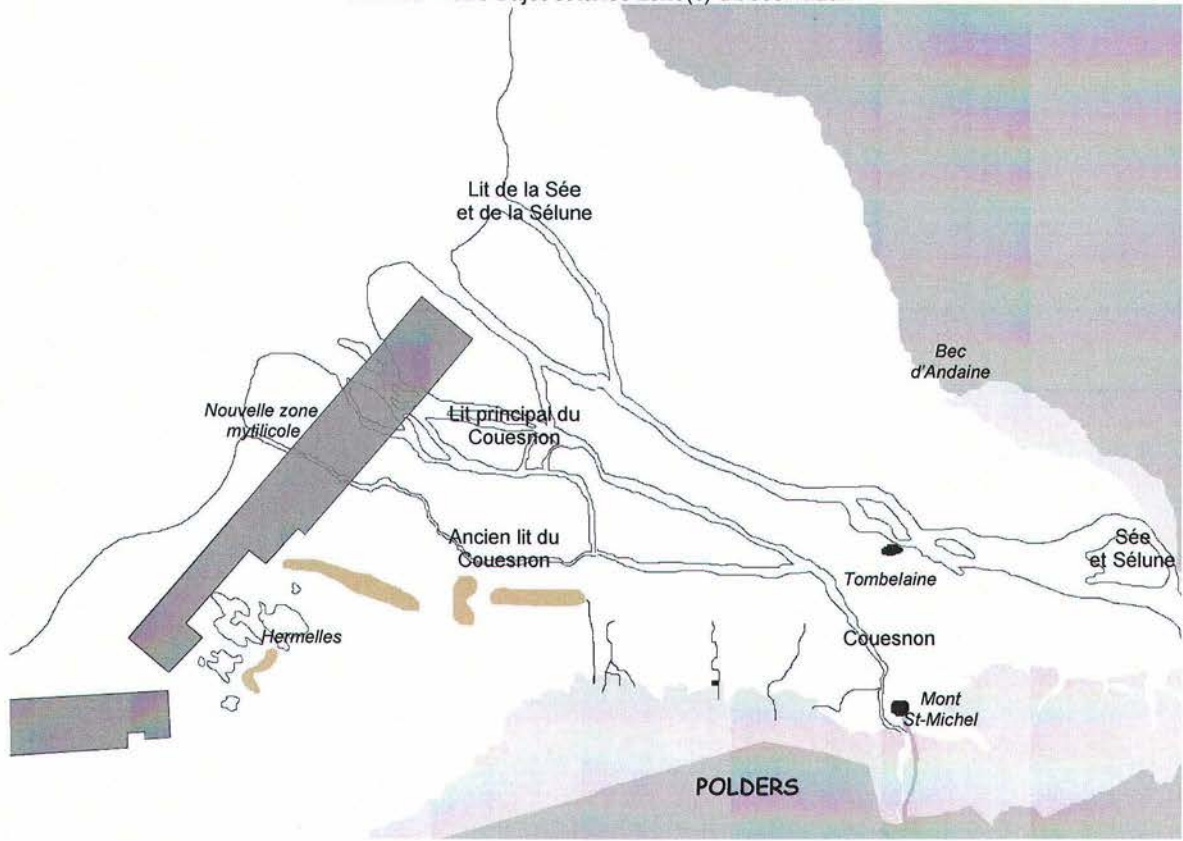 Lit de la Sée
et de la Sélune
Bec
d'Andaine
Nouvelle zone
mytilicole
Lit principal du
Couesnon
Ancien lit du
Couesnon
Sée
et Sélune
Tombelaine
Hermelles
Couesnon
Mont
St-Michel
POLDERS